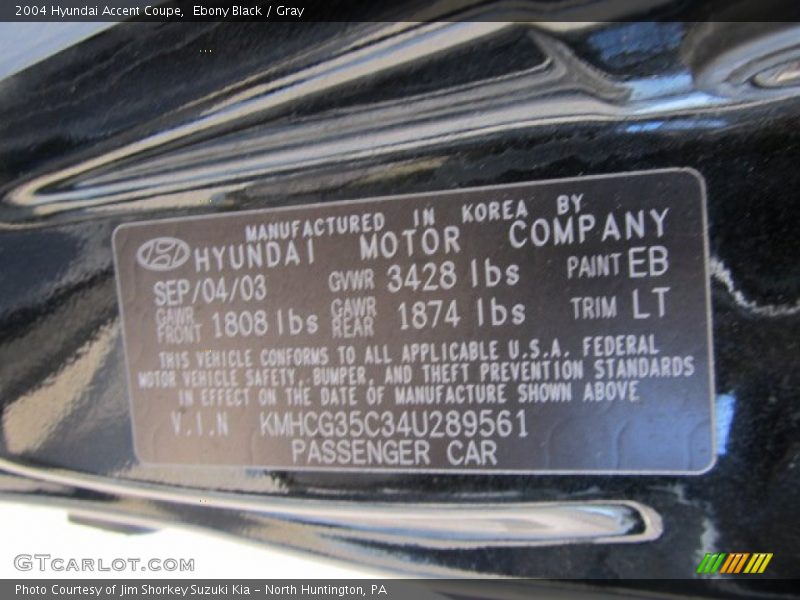 2004 Hyundai Accent Coupe, Ebony Black / Gray
MANUFACTURED IN KOREA BY
HYUNDAI MOTOR COMPANY
SEP/04/03 GVWR 3428 lbs PAINT EB
GAWR FRONT 1808 lbs GAWR REAR 1874 lbs TRIM LT
THIS VEHICLE CONFORMS TO ALL APPLICABLE U.S.A. FEDERAL
MOTOR VEHICLE SAFETY, BUMPER, AND THEFT PREVENTION STANDARDS
IN EFFECT ON THE DATE OF MANUFACTURE SHOWN ABOVE
V.I.N KMHCG35C34U289561
PASSENGER CAR
GTCARLOT.COM
Photo Courtesy of Jim Shorkey Suzuki Kia - North Huntington, PA